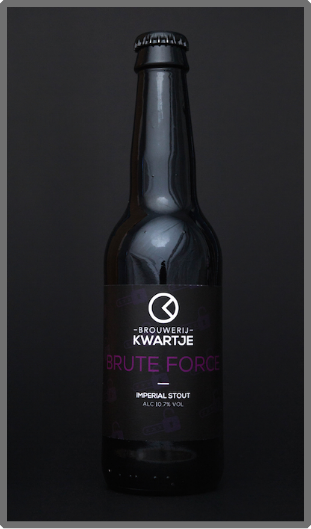 -BROUWERIJ-
KWARTJE
BRUTE FORCE
IMPERIAL STOUT
ALC 10.7% VOL